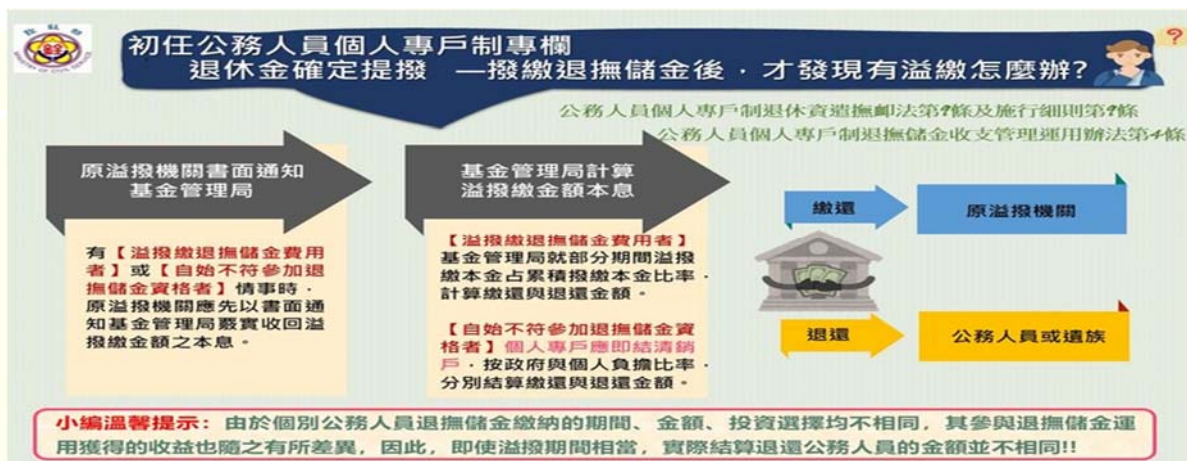 銓敘部
MINISTRY OF CIVIL SERVICE
初任公務人員個人專戶制專欄
退休金確定提撥 —撥繳退撫儲金後，才發現有溢繳怎麼辦?
?
公務人員個人專戶制退休資遣撫卹法第9條及施行細則第9條
公務人員個人專戶制退撫儲金收支管理運用辦法第4條
原溢撥機關書面通知
基金管理局
有【溢撥繳退撫儲金費用
者】或【自始不符參加退
撫儲金資格者】情事時，
原溢撥機關應先以書面通
知基金管理局覈實收回溢
撥繳金額之本息。
基金管理局計算
溢撥繳金額本息
【溢撥繳退撫儲金費用者】
基金管理局就部分期間溢撥
繳本金占累積撥繳本金比率，
計算繳還與退還金額。
【自始不符參加退撫儲金資
格者】個人專戶應即結清銷
戶，按政府與個人負擔比率，
分別結算繳還與退還金額。
繳還
原溢撥機關
退還
公務人員或遺族
小編溫馨提示：由於個別公務人員退撫儲金繳納的期間、金額、投資選擇均不相同，其參與退撫儲金運
用獲得的收益也隨之有所差異，因此，即使溢撥期間相當，實際結算退還公務人員的金額並不相同!!